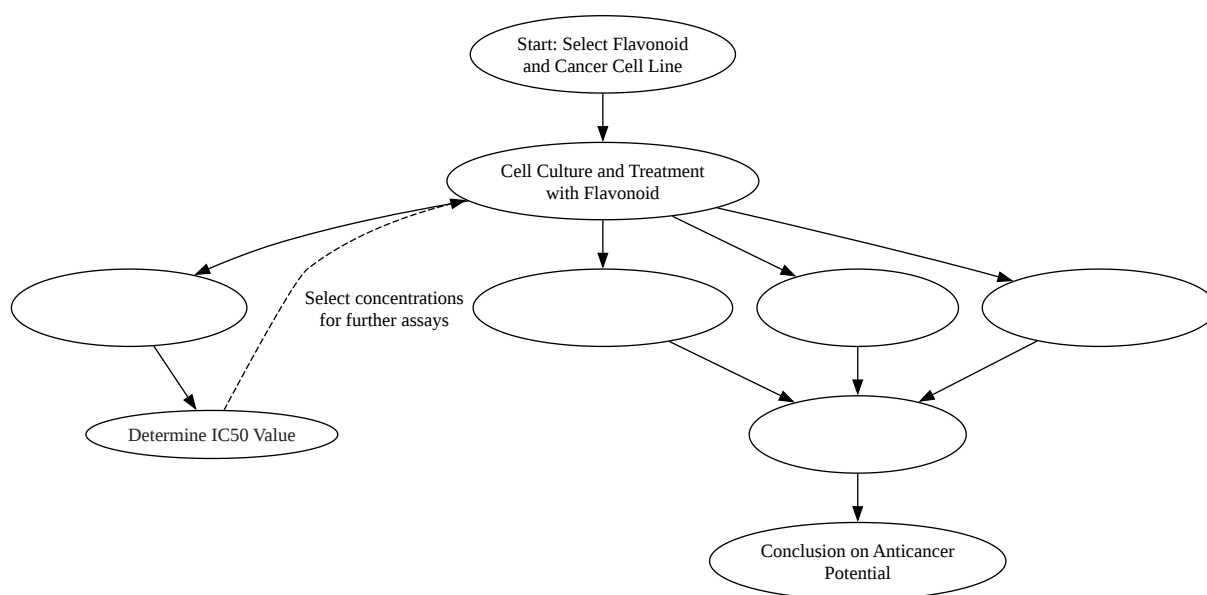 Start: Select Flavonoid
and Cancer Cell Line
Cell Culture and Treatment
with Flavonoid
Select concentrations
for further assays
Determine IC50 Value
Conclusion on Anticancer
Potential